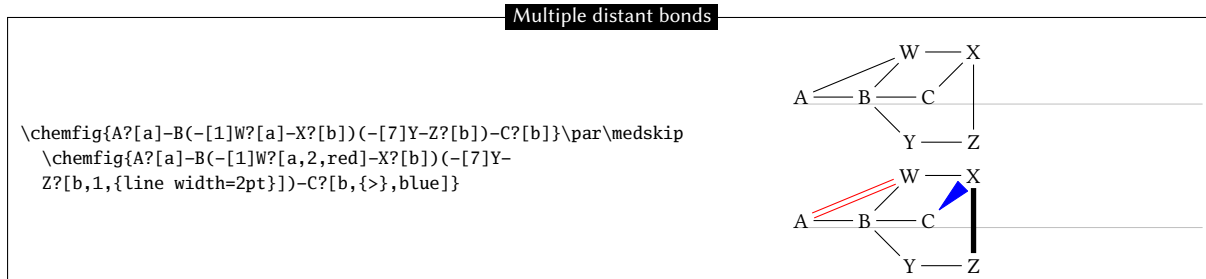 Multiple distant bonds
\chemfig{A?[a]-B(-[1]W?[a]-X?[b])(-[7]Y-Z?[b])-C?[b]}\par\medskip
\chemfig{A?[a]-B(-[1]W?[a,2,red]-X?[b])(-[7]Y-
Z?[b,1,{line width=2pt}])-C?[b,{>},blue]}
W X
A B C
Y Z
W X
A B C
Y Z